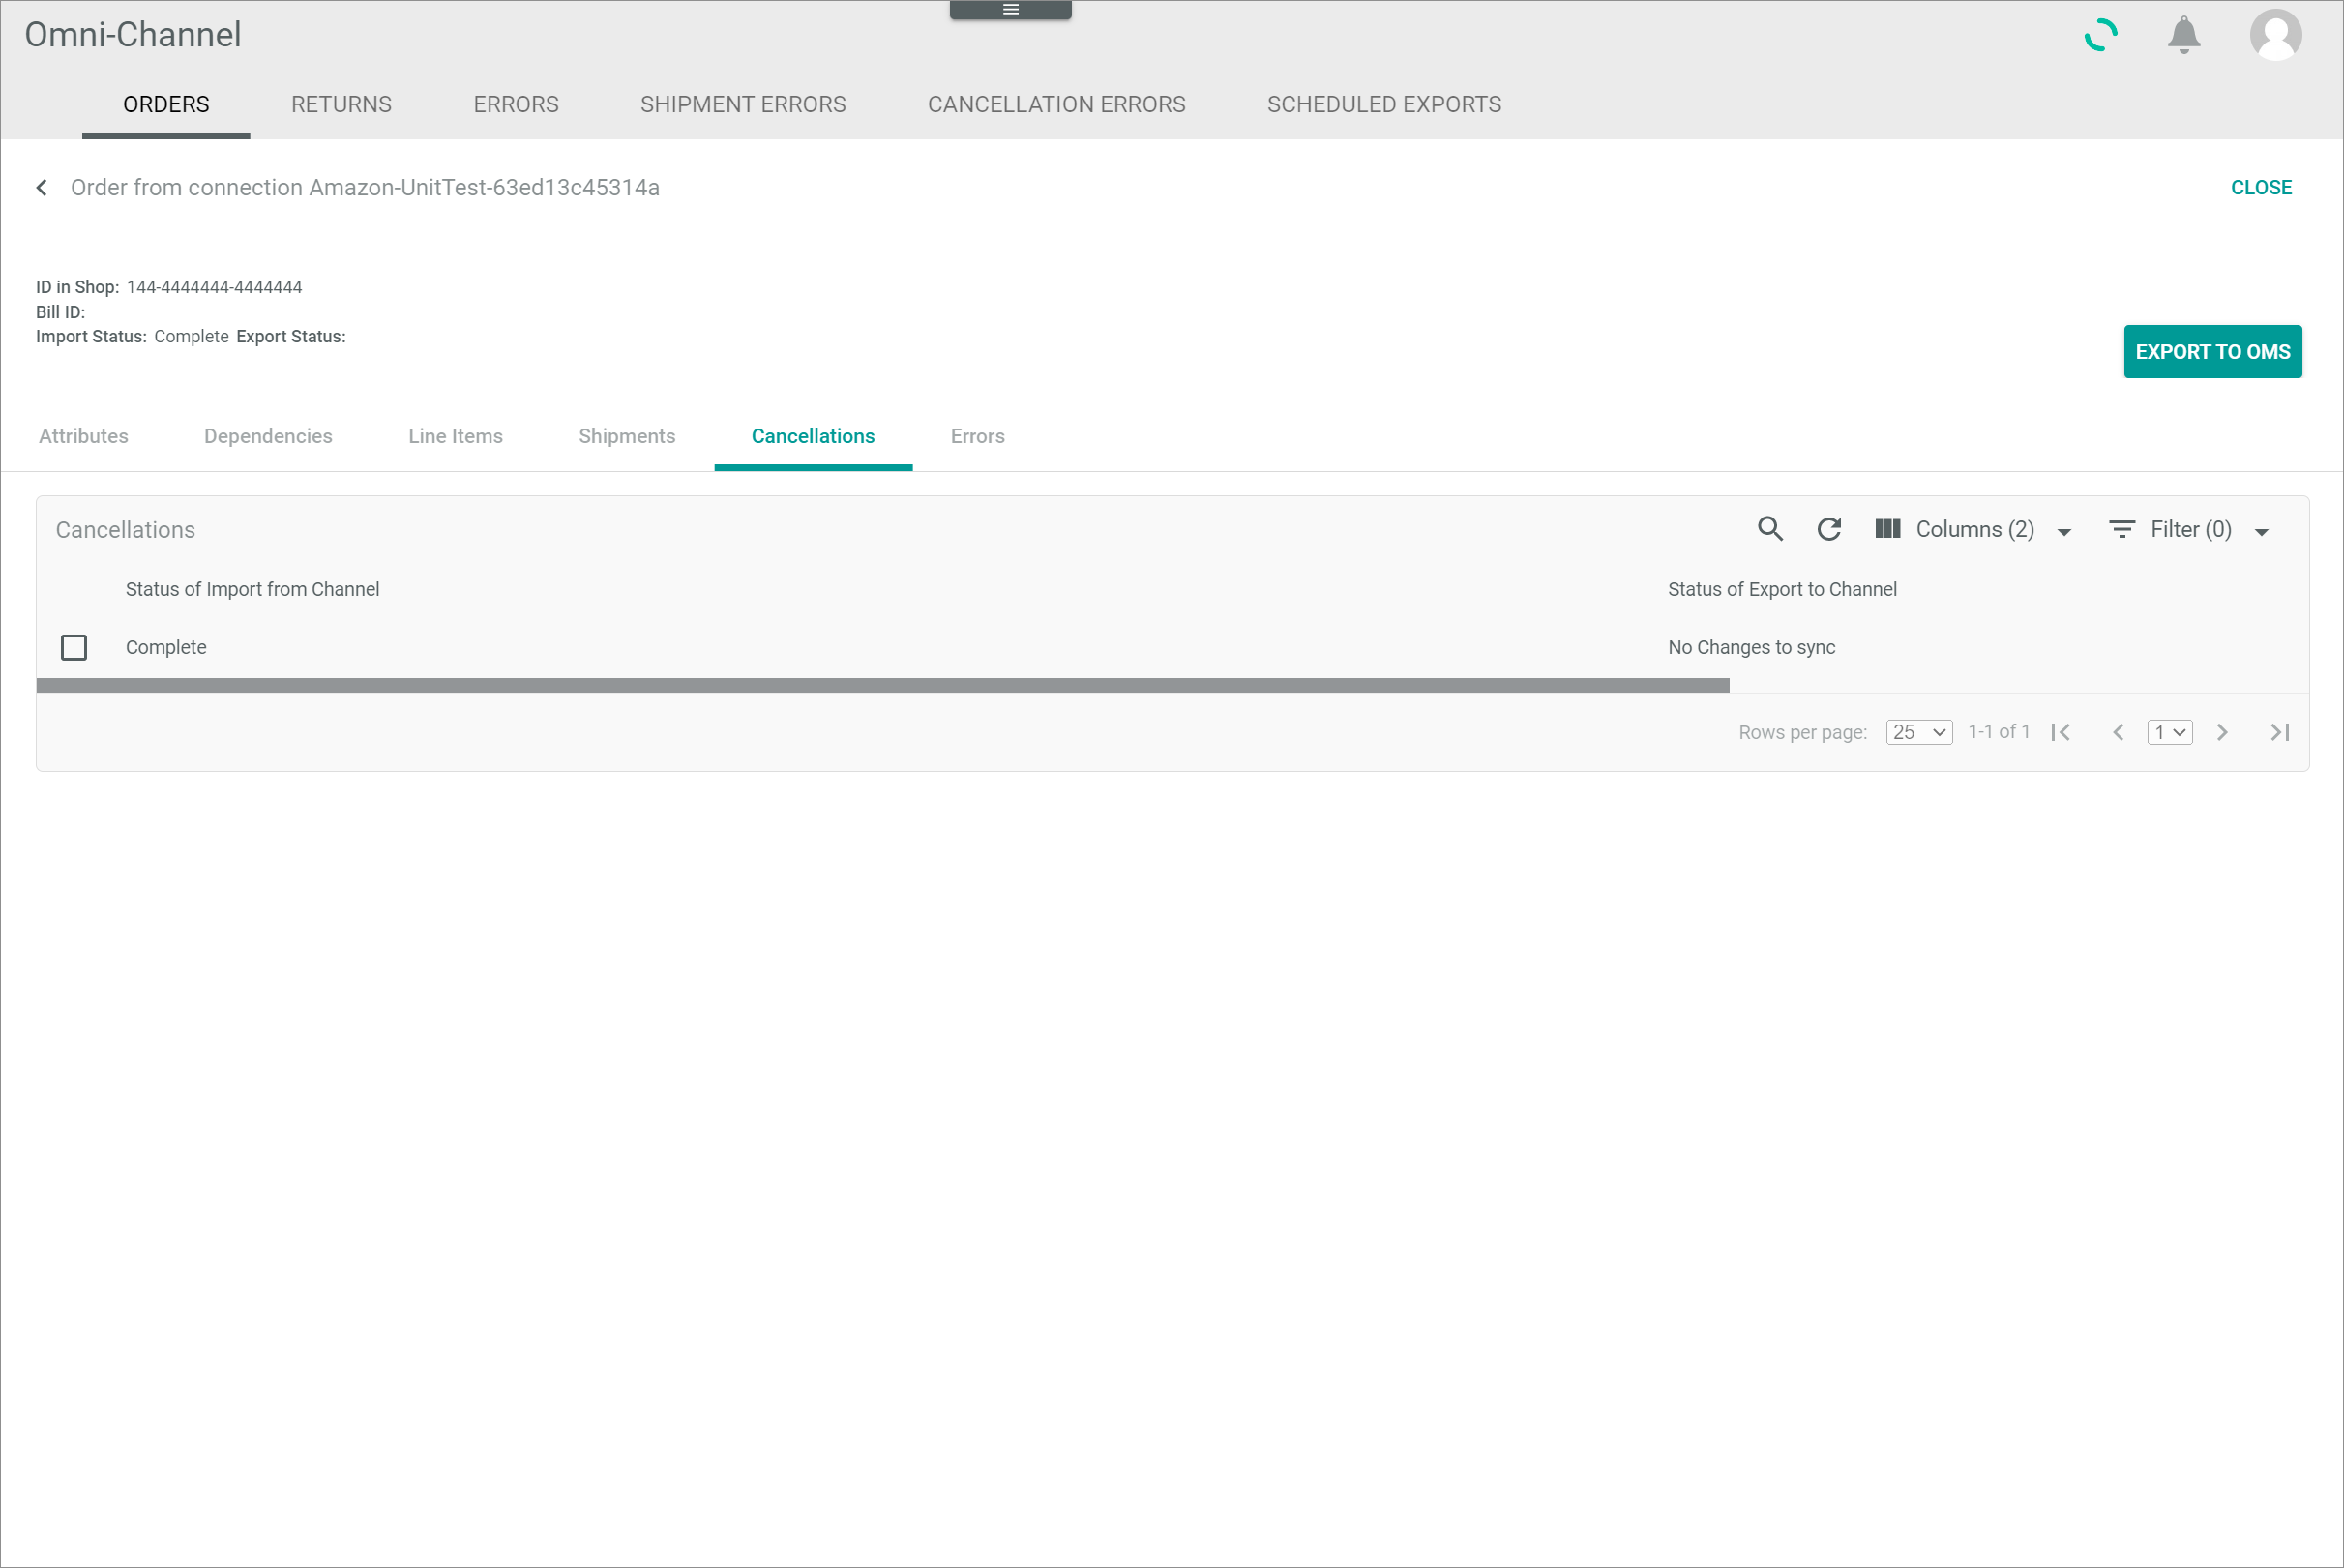 Omni-Channel
ORDERS RETURNS ERRORS SHIPMENT ERRORS CANCELLATION ERRORS SCHEDULED EXPORTS
Order from connection Amazon-UnitTest-63ed13c45314a CLOSE
ID in Shop: 144-4444444-4444444
Bill ID:
Import Status: Complete Export Status:
EXPORT TO OMS
Attributes Dependencies Line Items Shipments Cancellations Errors
Cancellations Columns (2) Filter (0)
Status of Import from Channel Status of Export to Channel
Complete No Changes to sync
Rows per page: 25 1-1 of 1 1